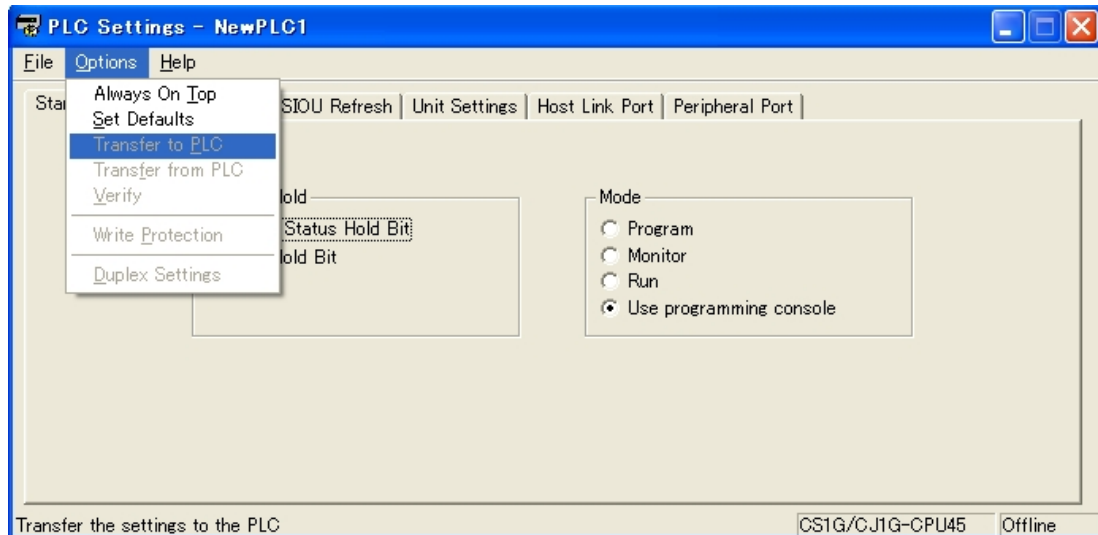 PLC Settings - NewPLC1
File Options Help
Always On Top
Set Defaults
Transfer to PLC
Transfer from PLC
Verify
Write Protection
Duplex Settings
SIOU Refresh Unit Settings Host Link Port Peripheral Port
Status Hold Bit
Hold Bit
Mode
Program
Monitor
Run
Use programming console
Transfer the settings to the PLC CS1G/CJ1G-CPU45 Offline